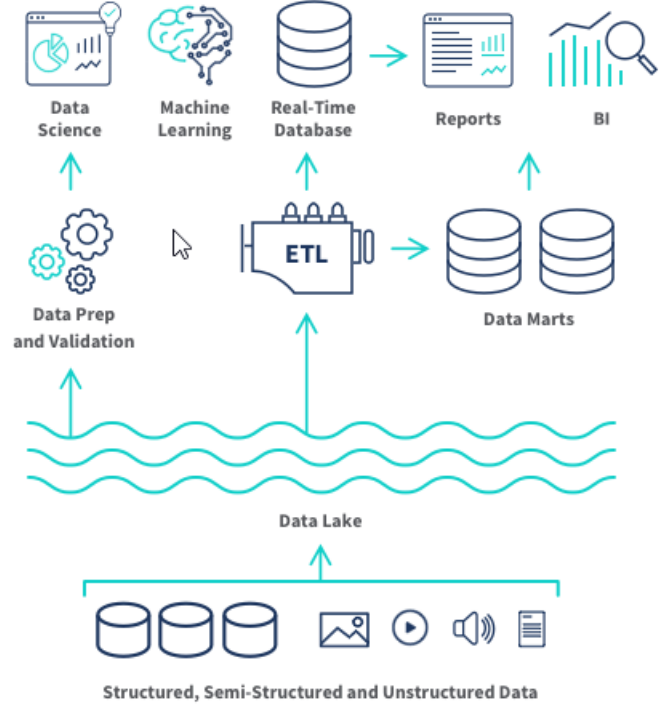 Data
Science
Machine
Learning
Real-Time
Database
Reports
BI
ETL
Data Prep
and Validation
Data Marts
Data Lake
Structured, Semi-Structured and Unstructured Data